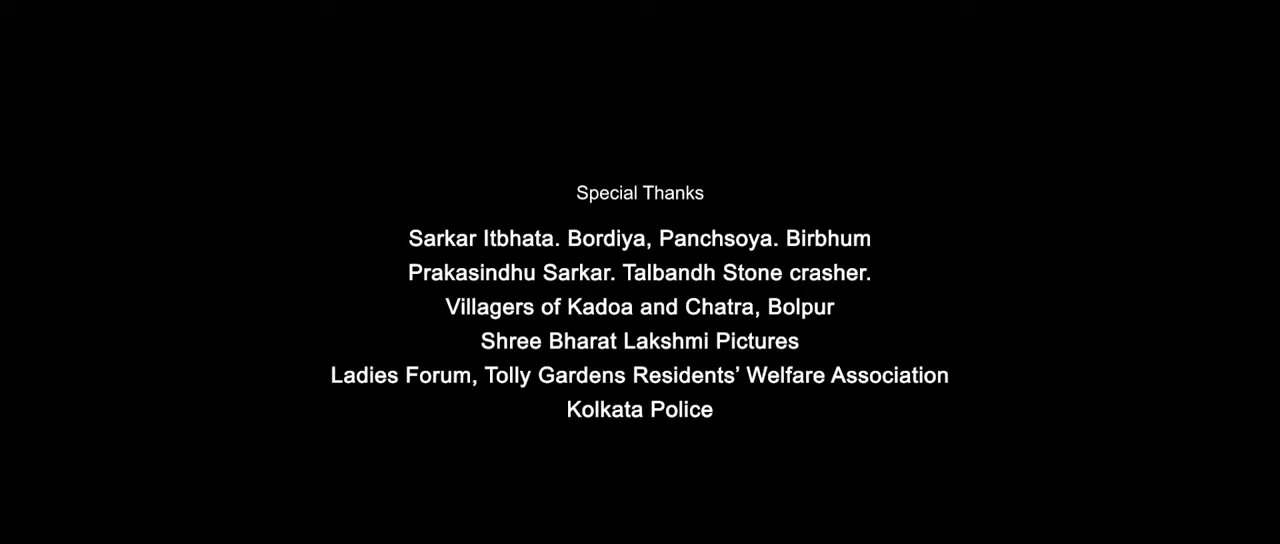 Special Thanks
Sarkar Itbhata. Bordiya, Panchsoya. Birbhum
Prakasindhu Sarkar. Talbandh Stone crasher.
Villagers of Kadoa and Chatra, Bolpur
Shree Bharat Lakshmi Pictures
Ladies Forum, Tolly Gardens Residents’ Welfare Association
Kolkata Police